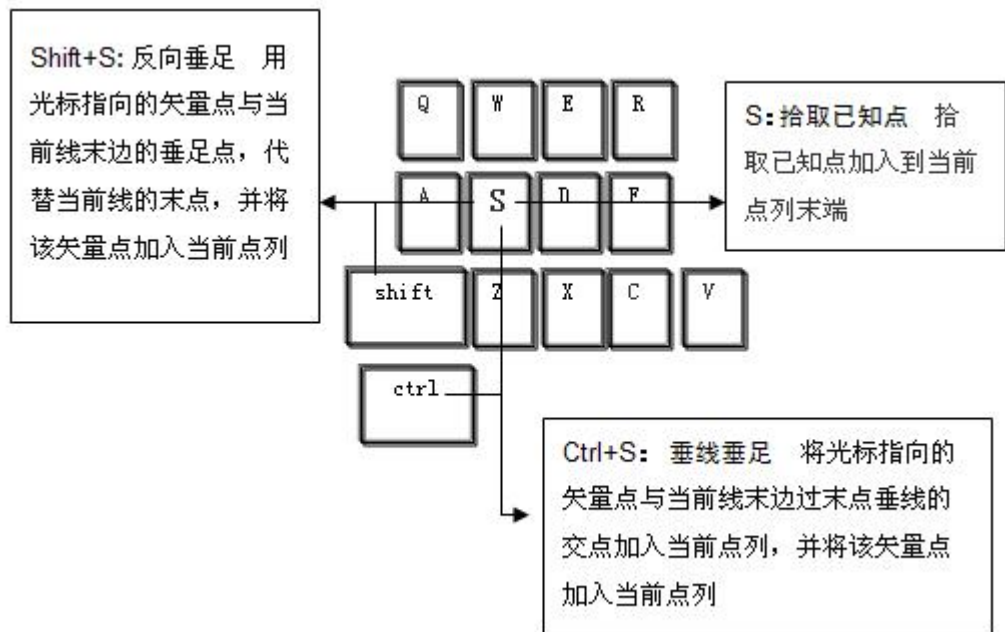 Shift+S: 反向垂足 用
光标指向的矢量点与当
前线末边的垂足点，代
替当前线的末点，并将
该矢量点加入当前点列
Q W E R
A S D F
shift Z X C V
ctrl
S：拾取已知点 拾
取已知点加入到当前
点列末端
Ctrl+S： 垂线垂足 将光标指向的
矢量点与当前线末边过末点垂线的
交点加入当前点列，并将该矢量点
加入当前点列